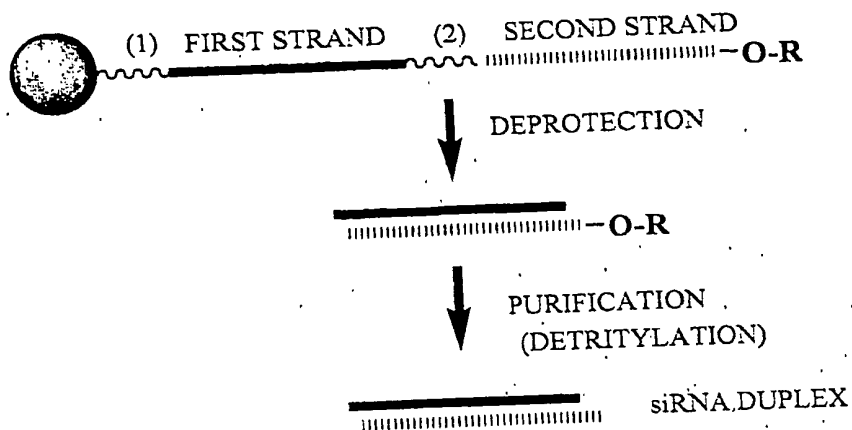 (1) FIRST STRAND (2) SECOND STRAND
O-R
DEPROTECTION
O-R
PURIFICATION
(DETRITYLATION)
siRNA DUPLEX